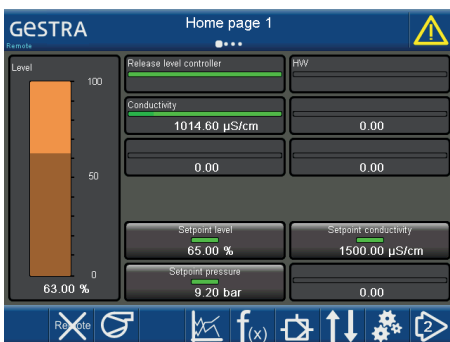 GESTRA
Home page 1
Remote
Level
100
50
0
63.00 %
Release level controller
HW
Conductivity
1014.60 µS/cm
0.00
0.00
0.00
Setpoint level
65.00 %
Setpoint conductivity
1500.00 µS/cm
Setpoint pressure
9.20 bar
0.00
Remote
f(x)
2